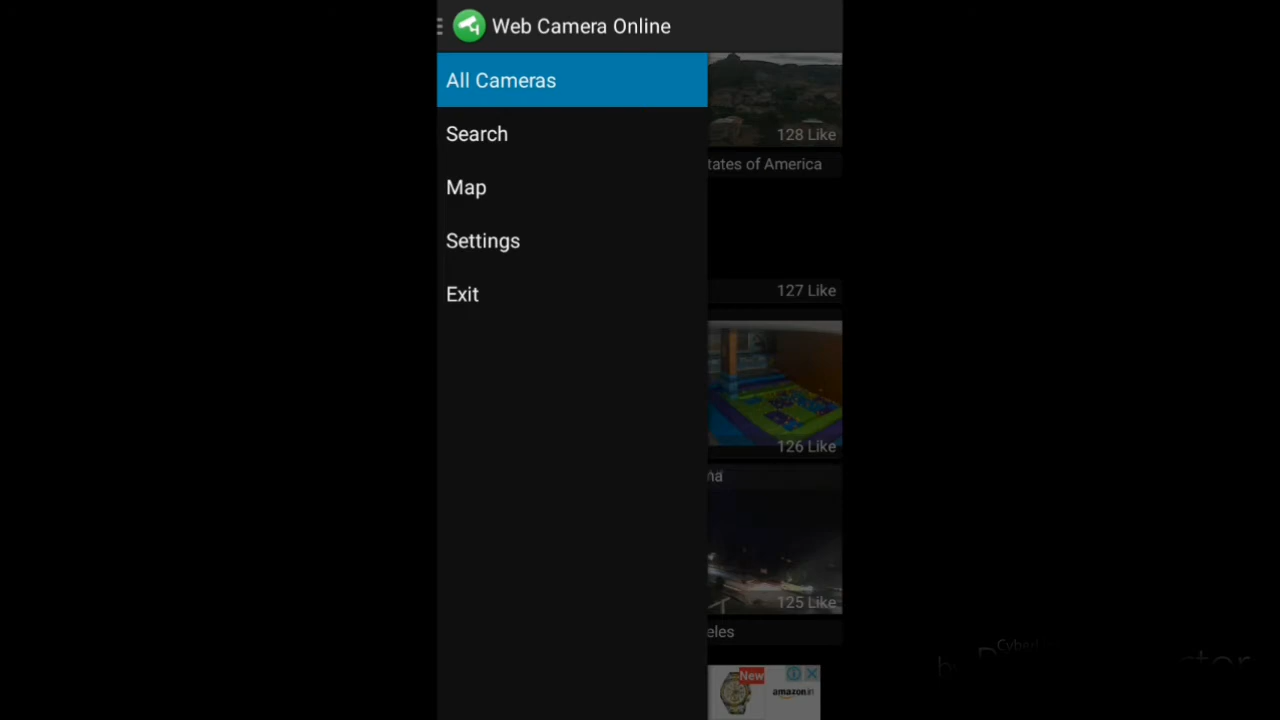 Web Camera Online
All Cameras
Search
Map
Settings
Exit
128 Like
tates of America
127 Like
126 Like
na
125 Like
eles
New
amazon.in
Cyber